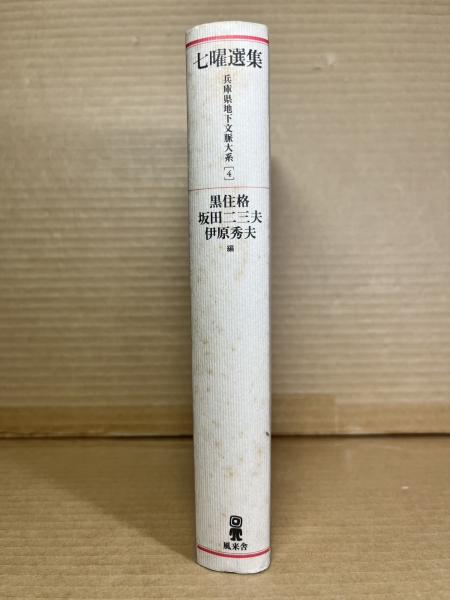 七曜選集
兵庫県地下文脈大系
[4]
黒住格
坂田二三夫
伊原秀夫
編
風来舎